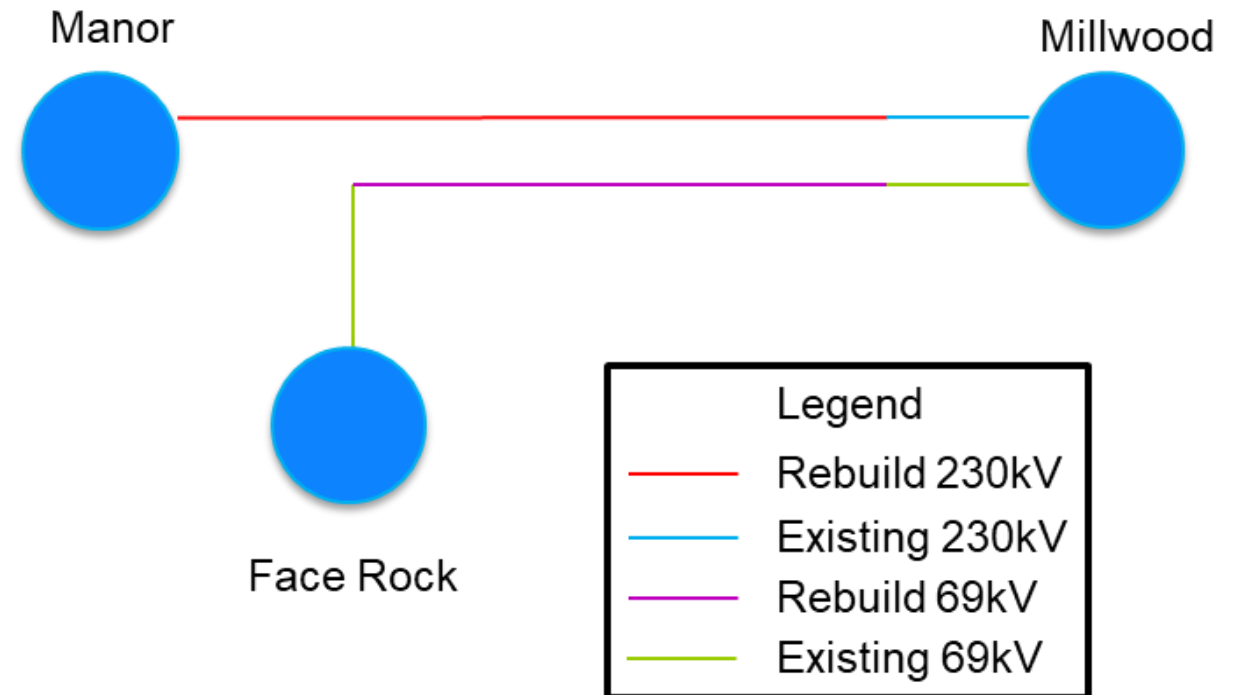 Manor
Millwood
Face Rock
Legend
Rebuild 230kV
Existing 230kV
Rebuild 69kV
Existing 69kV